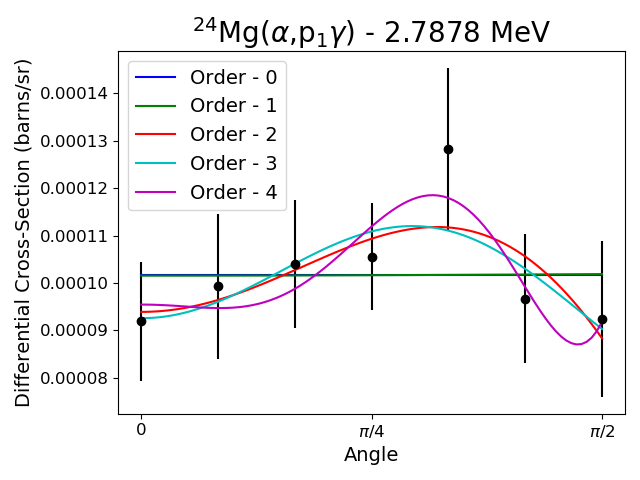 ²⁴Mg(α,p₁γ) - 2.7878 MeV
Differential Cross-Section (barns/sr)
Order - 0
Order - 1
Order - 2
Order - 3
Order - 4
0.00014
0.00013
0.00012
0.00011
0.00010
0.00009
0.00008
0
π/4
π/2
Angle